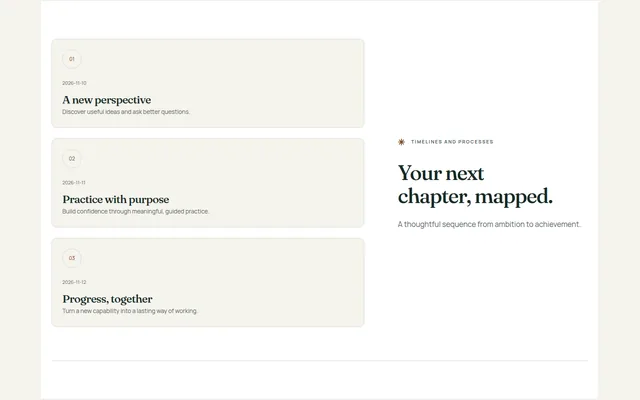 01
2026-11-10
A new perspective
Discover useful ideas and ask better questions.
02
2026-11-11
Practice with purpose
Build confidence through meaningful, guided practice.
03
2026-11-12
Progress, together
Turn a new capability into a lasting way of working.
TIMELINES AND PROCESSES
Your next
chapter, mapped.
A thoughtful sequence from ambition to achievement.